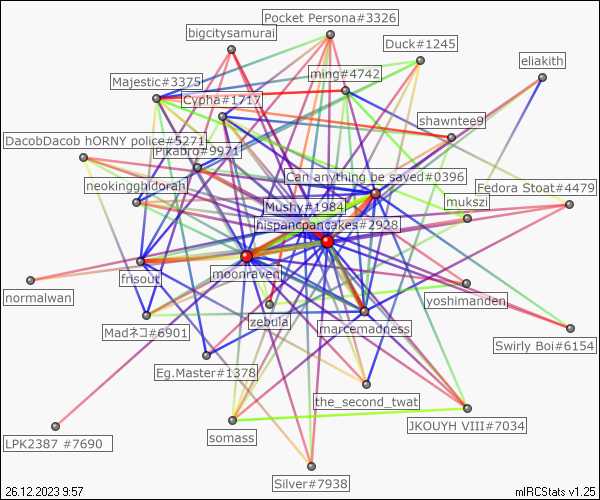 Pocket Persona#3326
bigcitysamurai
Duck#1245
eliakith
ming#4742
Majestic#3375
Cypha#1717
shawntee9
DacobDacob hORNY police#5271
Pikabro#9971
Can anything be saved#0396
neokingghidorah
Fedora Stoat#4479
mukszi
Mushy#1984
hispancpancakes#2928
frisout
moonraven
normalwan
yoshimanden
zebula
Madネコ#6901
marcemadness
Swirly Boi#6154
Eg.Master#1378
the_second_twat
JKOUYH VIII#7034
somass
LPK2387 #7690
Silver#7938
26.12.2023 9:57
mIRCStats v1.25